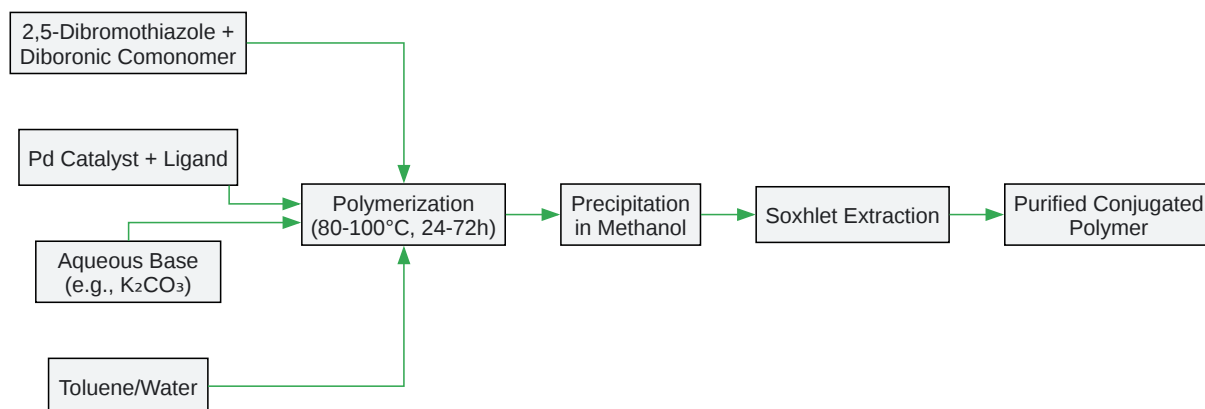 2,5-Dibromothiazole +
Diboronic Comonomer
Pd Catalyst + Ligand
Aqueous Base
(e.g., K₂CO₃)
Toluene/Water
Polymerization
(80-100°C, 24-72h)
Precipitation
in Methanol
Soxhlet Extraction
Purified Conjugated
Polymer